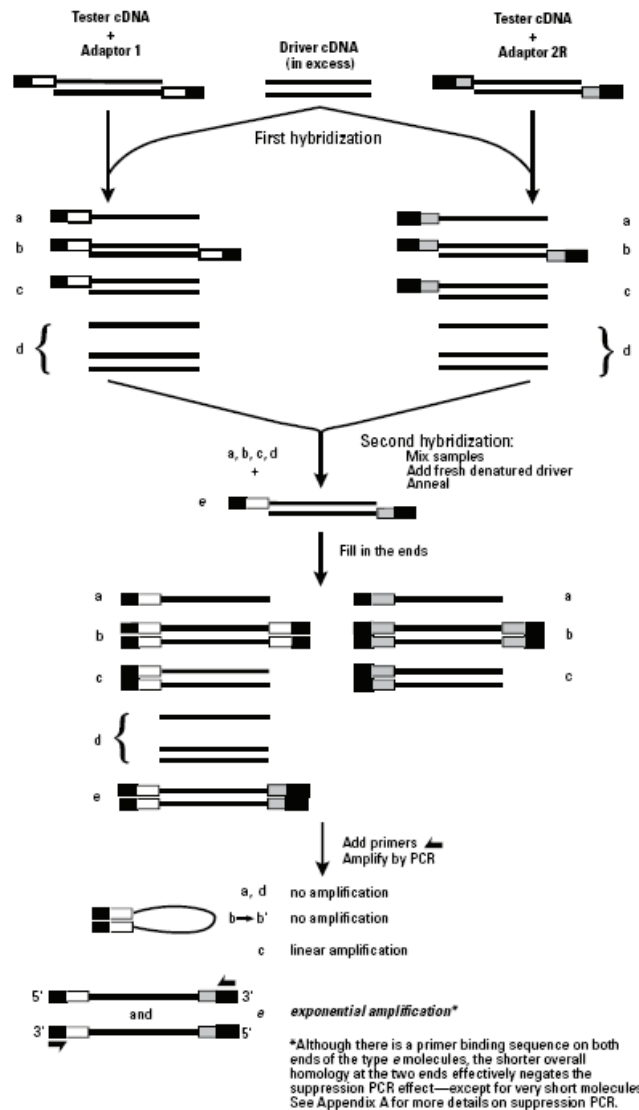 Tester cDNA
+
Adaptor 1
Driver cDNA
(in excess)
Tester cDNA
+
Adaptor 2R
First hybridization
a
a
b
b
c
c
d {
} d
a, b, c, d
+
Second hybridization:
Mix samples
Add fresh denatured driver
Anneal
e
Fill in the ends
a
a
b
b
c
c
d {
e
Add primers
Amplify by PCR
a, d no amplification
b b' no amplification
c linear amplification
5' 3'
and
e exponential amplification*
3' 5'
*Although there is a primer binding sequence on both
ends of the type e molecules, the shorter overall
homology at the two ends effectively negates the
suppression PCR effect—except for very short molecules
See Appendix A for more details on suppression PCR.